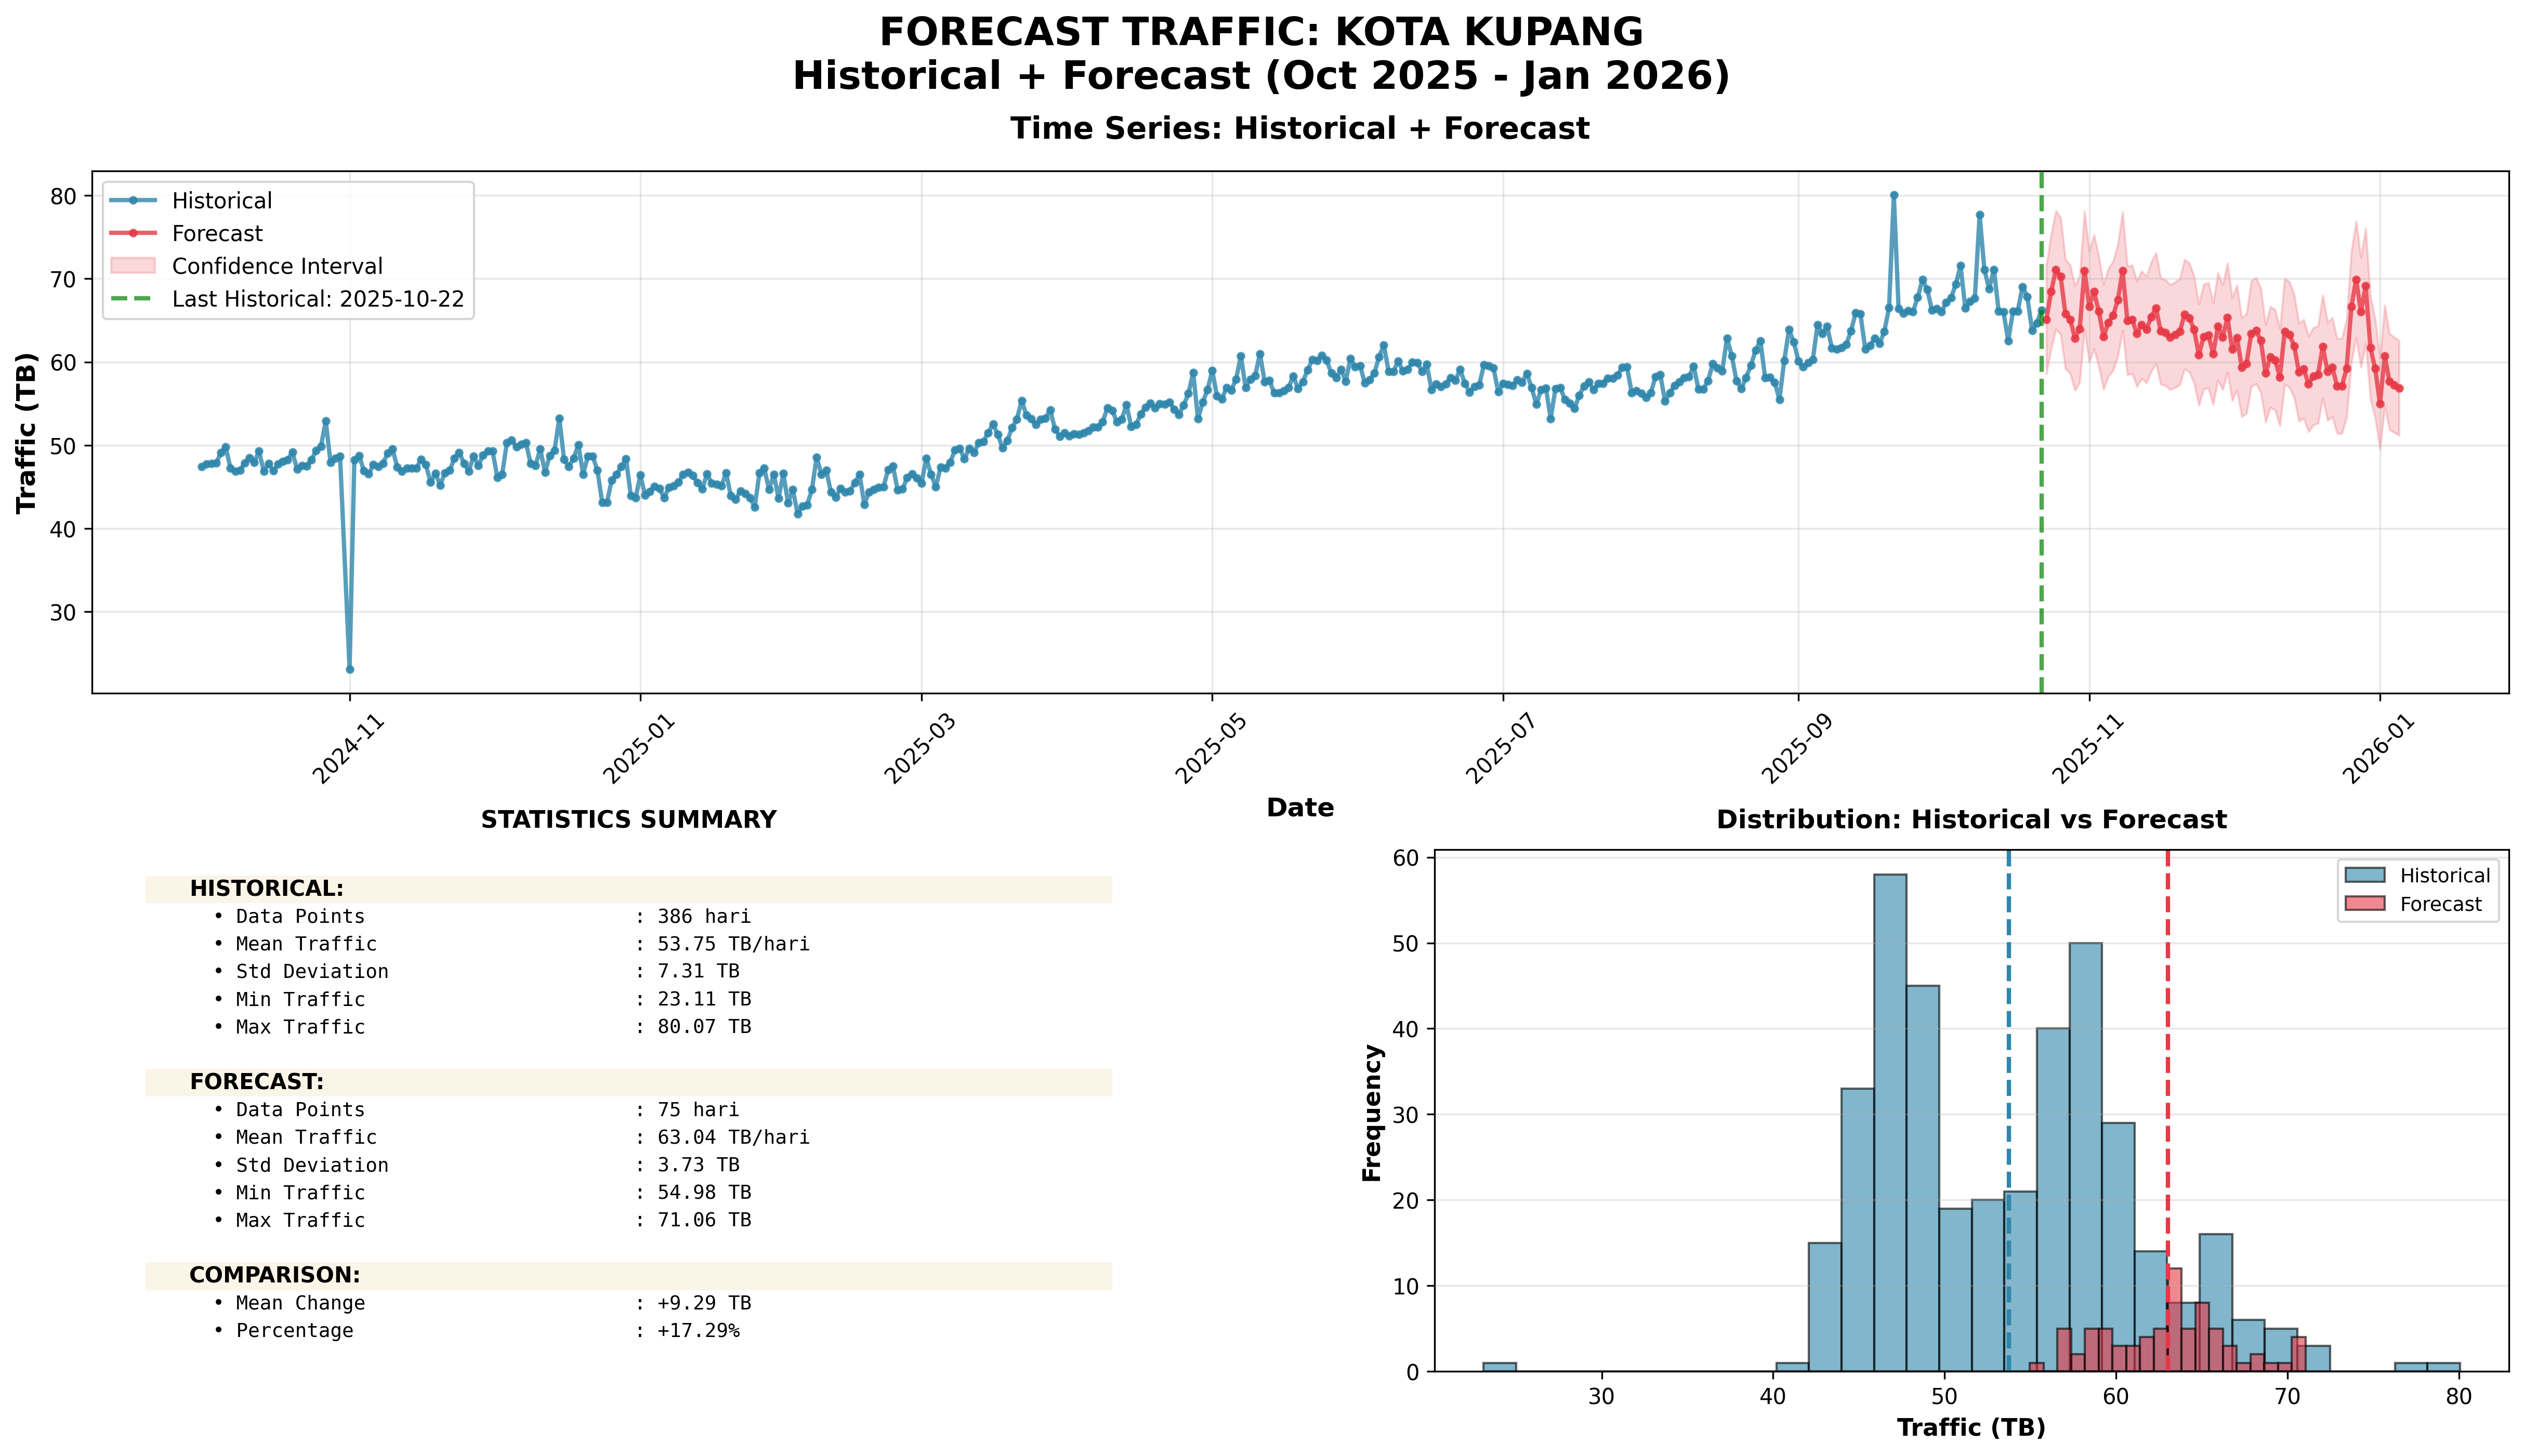 FORECAST TRAFFIC: KOTA KUPANG
Historical + Forecast (Oct 2025 - Jan 2026)
Time Series: Historical + Forecast
Historical
Forecast
Confidence Interval
Last Historical: 2025-10-22
Traffic (TB)
80
70
60
50
40
30
2024-11
2025-01
2025-03
2025-05
2025-07
2025-09
2025-11
2026-01
Date
STATISTICS SUMMARY
HISTORICAL:
• Data Points : 386 hari
• Mean Traffic : 53.75 TB/hari
• Std Deviation : 7.31 TB
• Min Traffic : 23.11 TB
• Max Traffic : 80.07 TB
FORECAST:
• Data Points : 75 hari
• Mean Traffic : 63.04 TB/hari
• Std Deviation : 3.73 TB
• Min Traffic : 54.98 TB
• Max Traffic : 71.06 TB
COMPARISON:
• Mean Change : +9.29 TB
• Percentage : +17.29%
Distribution: Historical vs Forecast
Historical
Forecast
Frequency
60
50
40
30
20
10
0
30
40
50
60
70
80
Traffic (TB)